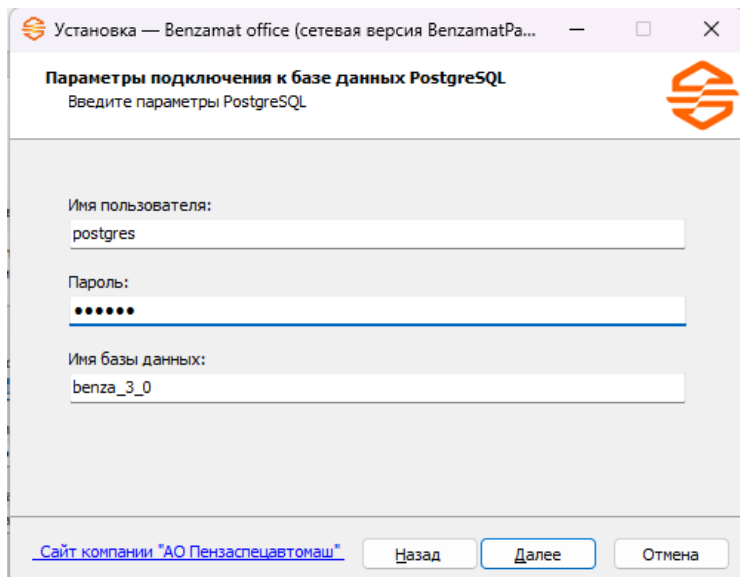 Установка — Benzamat office (сетевая версия BenzamatPa...
Параметры подключения к базе данных PostgreSQL
Введите параметры PostgreSQL
Имя пользователя:
postgres
Пароль:
••••••
Имя базы данных:
benza_3_0
Сайт компании "АО Пензаспецавтомаш"
Назад
Далее
Отмена